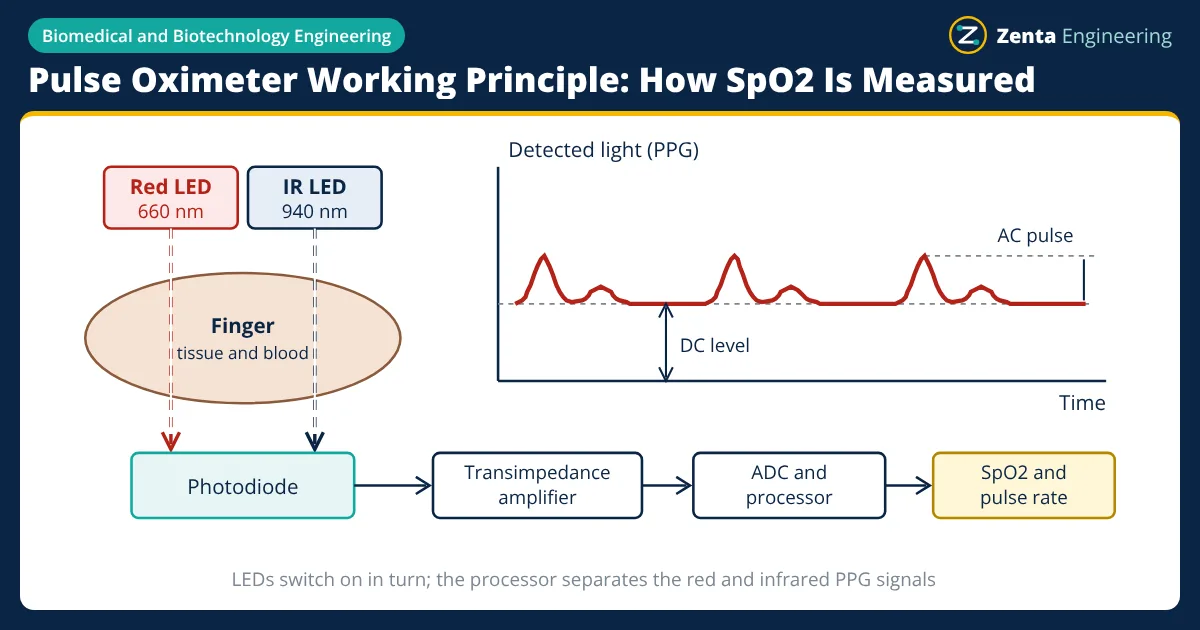 Biomedical and Biotechnology Engineering
Zenta Engineering
Pulse Oximeter Working Principle: How SpO2 Is Measured
Red LED
660 nm
IR LED
940 nm
Finger
tissue and blood
Detected light (PPG)
AC pulse
DC level
Time
Photodiode
Transimpedance
amplifier
ADC and
processor
SpO2 and
pulse rate
LEDs switch on in turn; the processor separates the red and infrared PPG signals